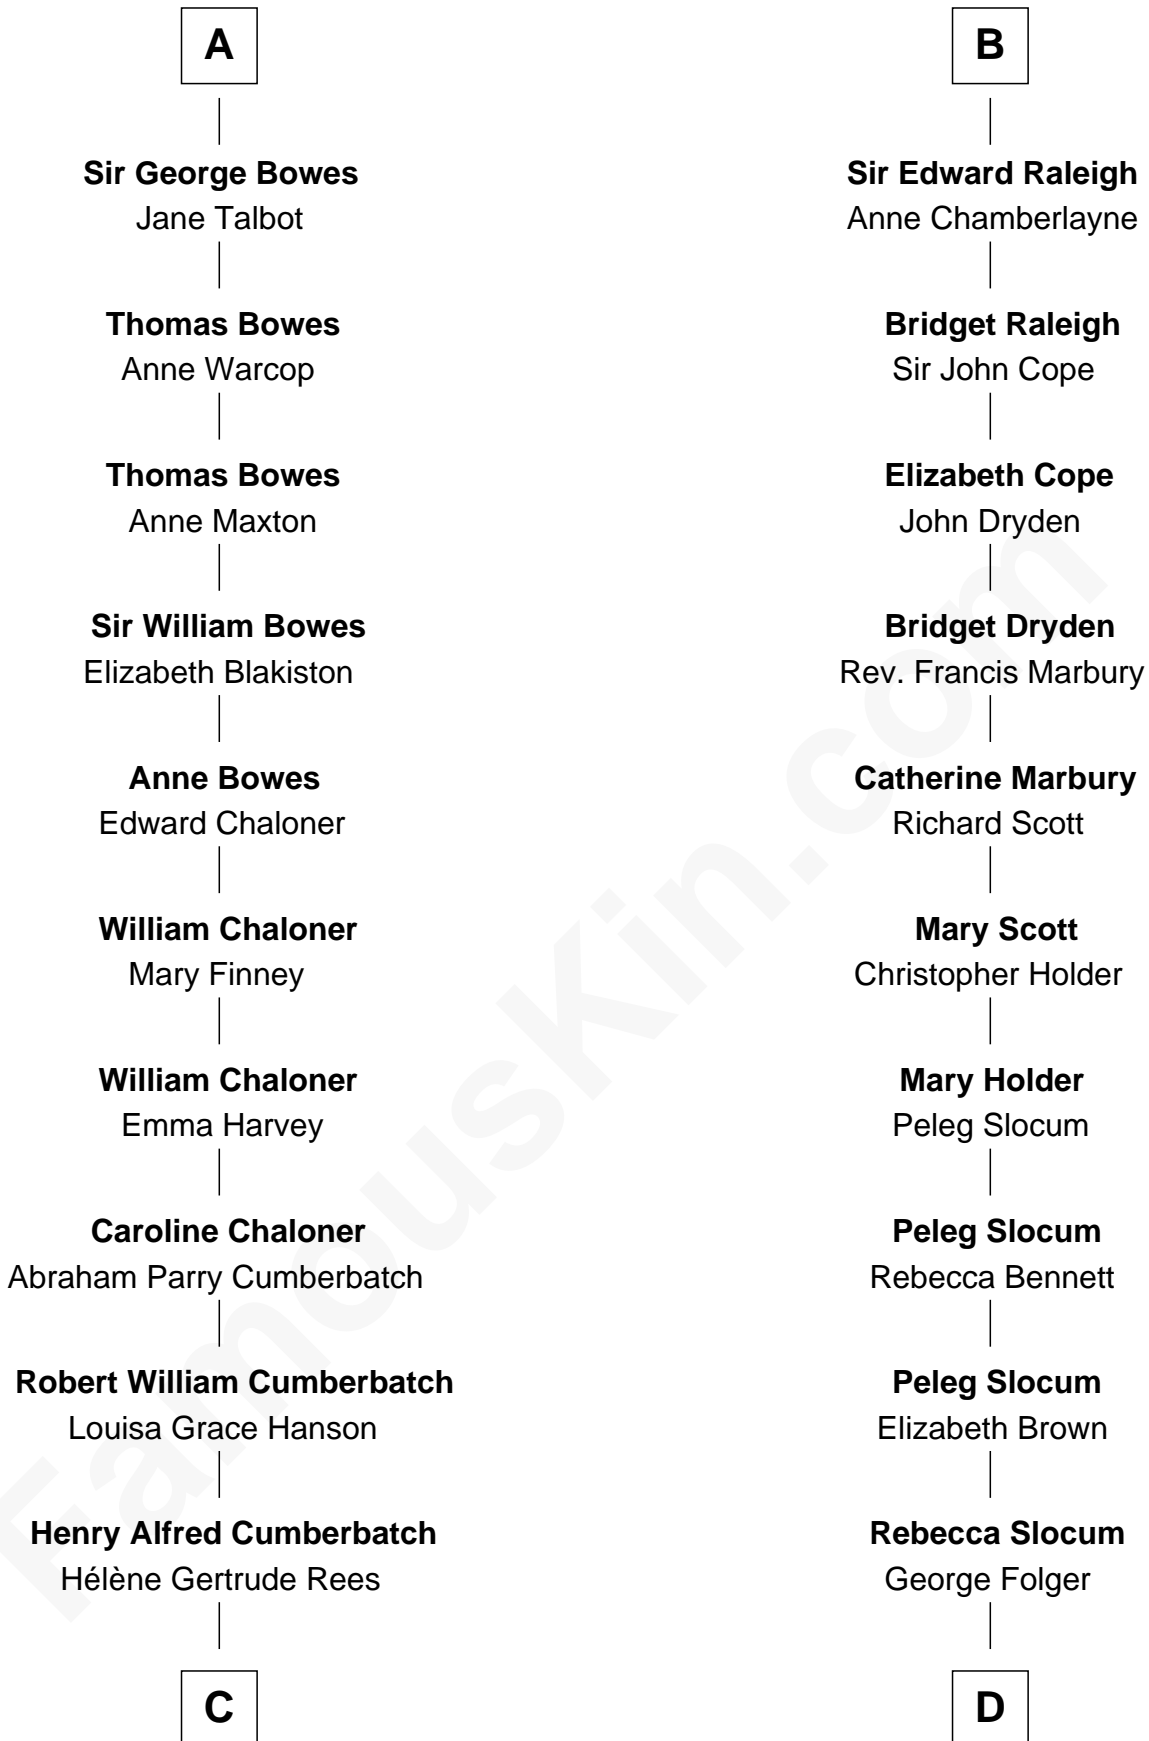 A
Sir George Bowes
Jane Talbot
Thomas Bowes
Anne Warcop
Thomas Bowes
Anne Maxton
Sir William Bowes
Elizabeth Blakiston
Anne Bowes
Edward Chaloner
William Chaloner
Mary Finney
William Chaloner
Emma Harvey
Caroline Chaloner
Abraham Parry Cumberbatch
Robert William Cumberbatch
Louisa Grace Hanson
Henry Alfred Cumberbatch
Hélène Gertrude Rees
C
B
Sir Edward Raleigh
Anne Chamberlayne
Bridget Raleigh
Sir John Cope
Elizabeth Cope
John Dryden
Bridget Dryden
Rev. Francis Marbury
Catherine Marbury
Richard Scott
Mary Scott
Christopher Holder
Mary Holder
Peleg Slocum
Peleg Slocum
Rebecca Bennett
Peleg Slocum
Elizabeth Brown
Rebecca Slocum
George Folger
D
FamousKin.com